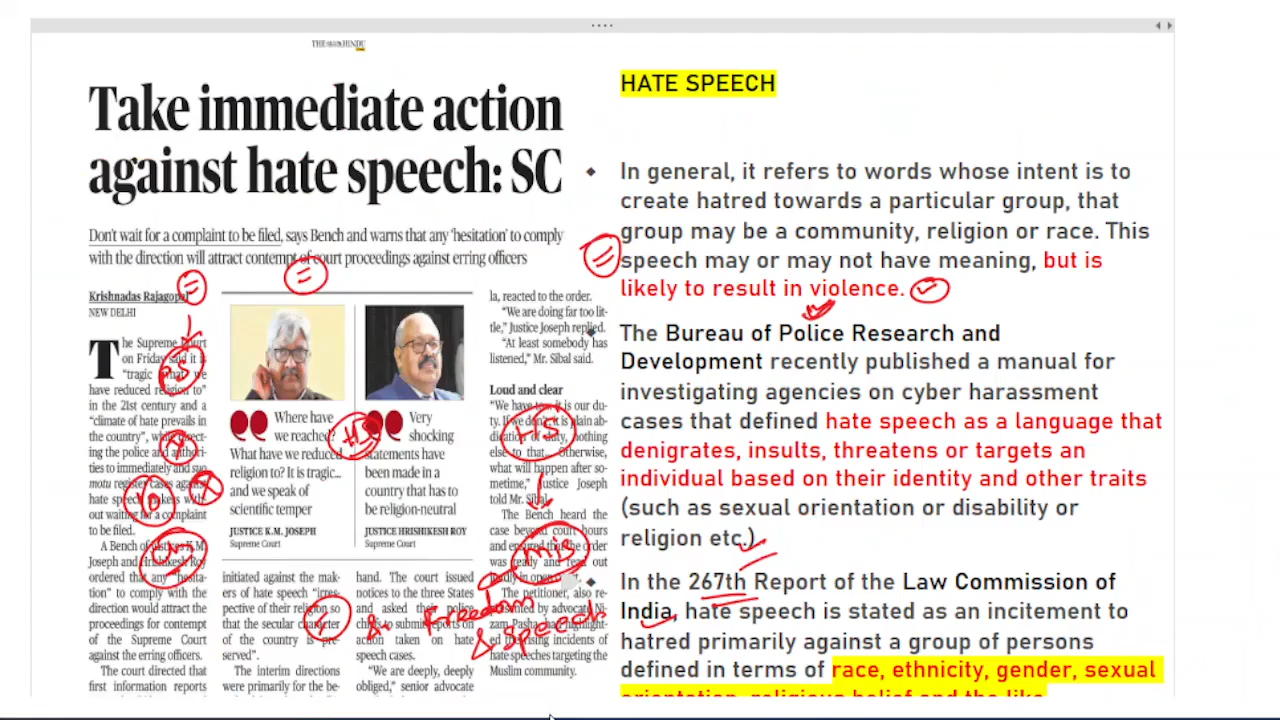 THE HINDU
Take immediate action
against hate speech: SC
Don't wait for a complaint to be filed, says Bench and warns that any 'hesitation' to comply
with the direction will attract contempt of court proceedings against erring officers
Krishnadas Rajagopal
NEW DELHI
The Supreme Court
on Friday said it is
"tragic what we
have reduced religion to"
in the 21st century and a
"climate of hate prevails in
the country", while direct-
ing the police and authori-
ties to immediately and suo
motu register cases against
hate speech makers with-
out waiting for a complaint
to be filed.
A Bench of Justices K.M.
Joseph and Hrishikesh Roy
ordered that any "hesita-
tion" to comply with the
direction would attract the
proceedings for contempt
of the Supreme Court
against the erring officers.
The court directed that
first information reports
Where have
we reached?
What have we reduced
religion to? It is tragic...
and we speak of
scientific temper
JUSTICE K.M. JOSEPH
Supreme Court
Very
shocking
statements have
been made in a
country that has to
be religion-neutral
JUSTICE HRISHIKESH ROY
Supreme Court
initiated against the mak-
ers of hate speech "irres-
pective of their religion so
that the secular character
of the country is pre-
served".
The interim directions
were primarily for the be-
hand. The court issued
notices to the three States
and asked their police
chiefs to submit reports on
action taken on hate
speech cases.
"We are deeply, deeply
obliged," senior advocate
la, reacted to the order.
"We are doing far too lit-
tle," Justice Joseph replied.
"At least somebody has
listened," Mr. Sibal said.
Loud and clear
"We have to... it is our du-
ty. If we don't, it is plain ab-
dication of duty, nothing
else to that... Otherwise,
what will happen after so-
metime," Justice Joseph
told Mr. Sibal.
The Bench heard the
case beyond court hours
and ensured that the order
was ready and read out
in open
The petitioner, also re-
presented by advocate Ni-
zam Pasha, had highlight-
ed the rising incidents of
hate speeches targeting the
Muslim community.
HS
HS
& Freedom
& Speech
HATE SPEECH
In general, it refers to words whose intent is to
create hatred towards a particular group, that
group may be a community, religion or race. This
speech may or may not have meaning, but is
likely to result in violence.
The Bureau of Police Research and
Development recently published a manual for
investigating agencies on cyber harassment
cases that defined hate speech as a language that
denigrates, insults, threatens or targets an
individual based on their identity and other traits
(such as sexual orientation or disability or
religion etc.).
In the 267th Report of the Law Commission of
India, hate speech is stated as an incitement to
hatred primarily against a group of persons
defined in terms of race, ethnicity, gender, sexual
orientation, religious belief and the like